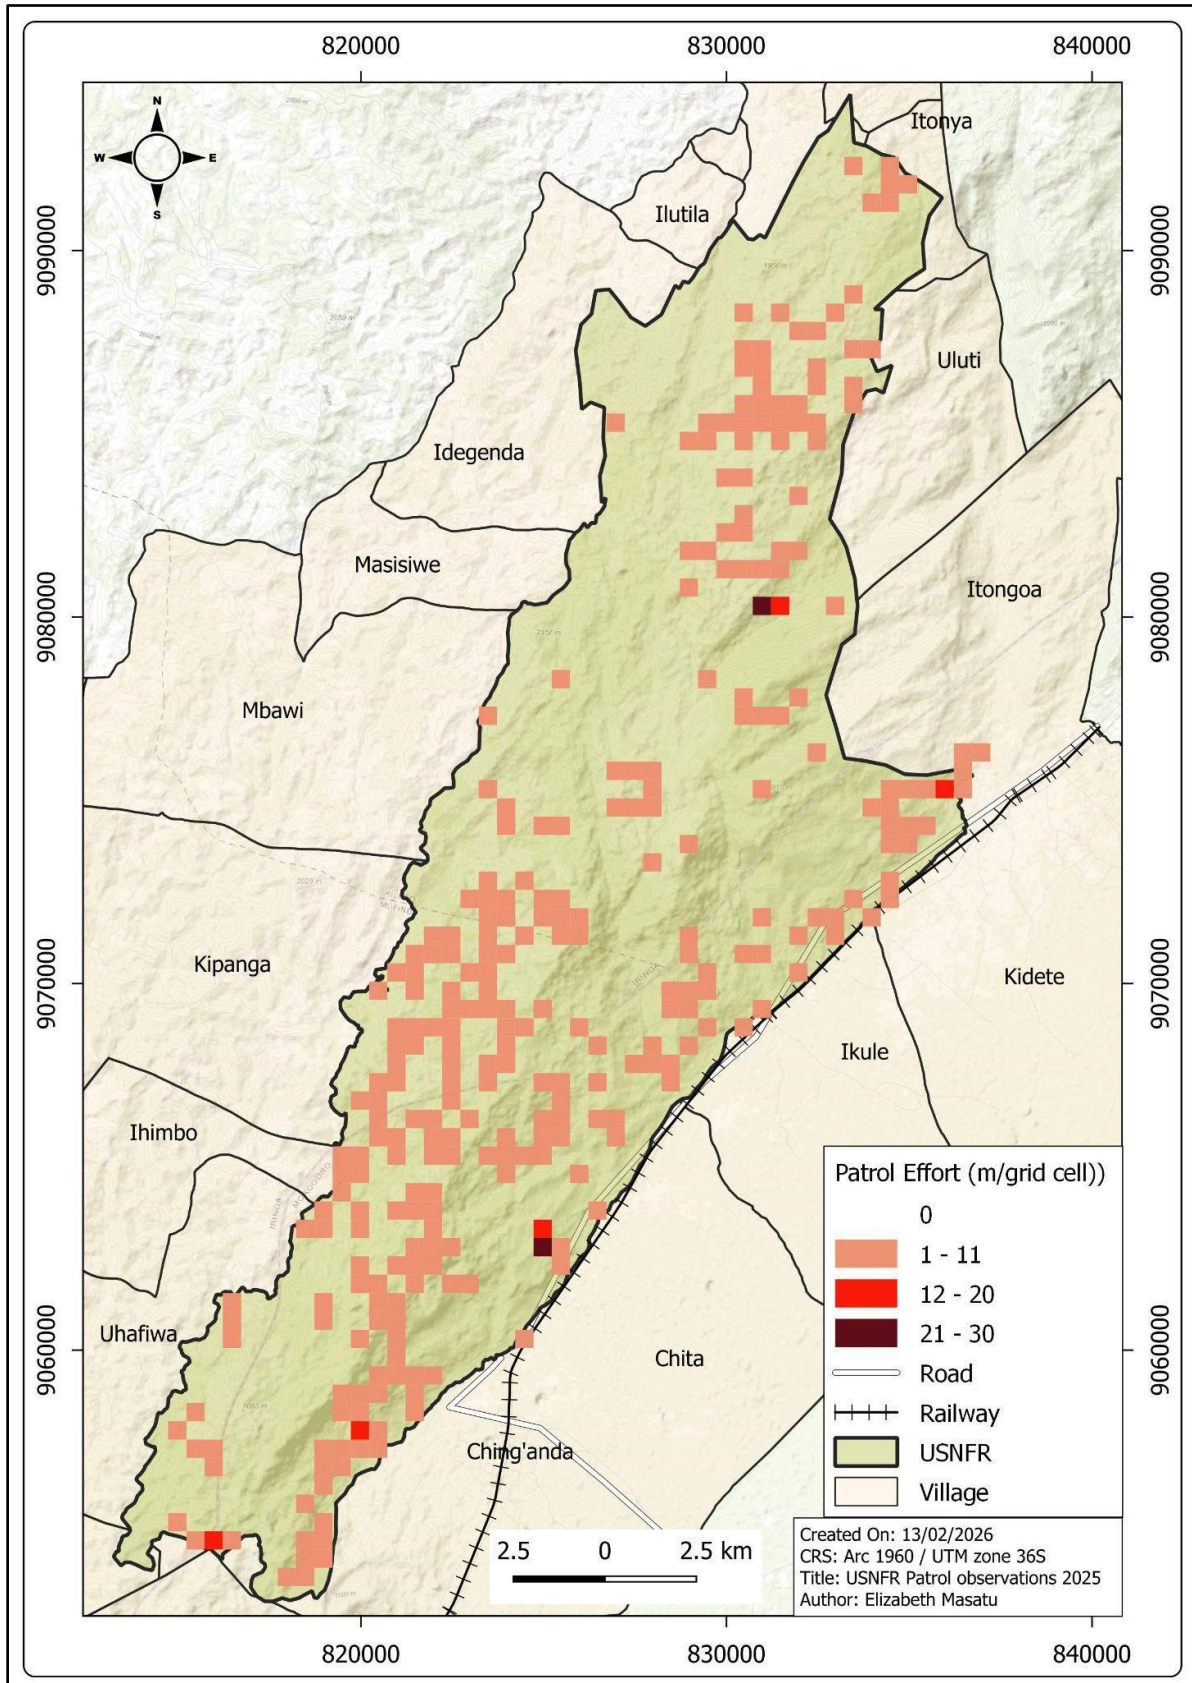 820000
830000
840000
N
W
E
S
Itonya
Ilutila
9090000
9090000
Uluti
Idegenda
Masisiwe
Itongoa
9080000
9080000
Mbawi
Kipanga
9070000
9070000
Kidete
Ikule
Ihimbo
IRINGA
MOROGORO
IRINGA
Uhafiwa
9060000
9060000
Chita
Ching'anda
Patrol Effort (m/grid cell))
0
1 - 11
12 - 20
21 - 30
Road
Railway
USNFR
Village
2.5 0 2.5 km
Created On: 13/02/2026
CRS: Arc 1960 / UTM zone 36S
Title: USNFR Patrol observations 2025
Author: Elizabeth Masatu
820000
830000
840000